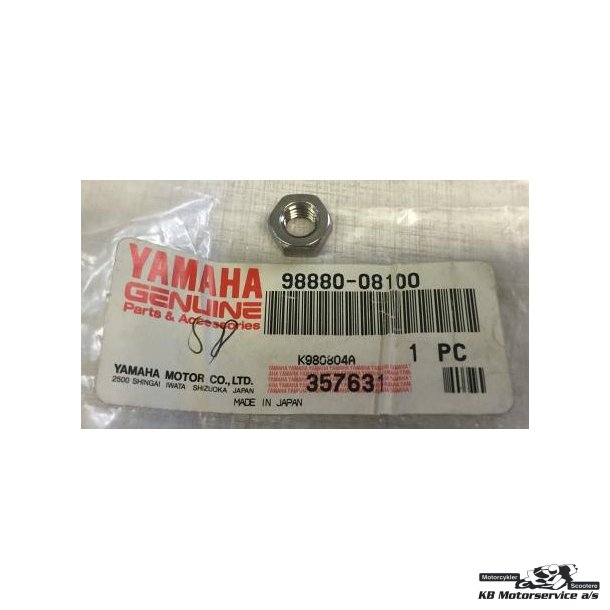 YAMAHA
GENUINE
Parts & Accessories
98880-08100
K980804A
1 PC
YAMAHA MOTOR CO.,LTD.
2500 SHINGAI IWATA SHIZUOKA JAPAN
357631
MADE IN JAPAN
Motorcykler
Scootere
KB Motorservice a/s